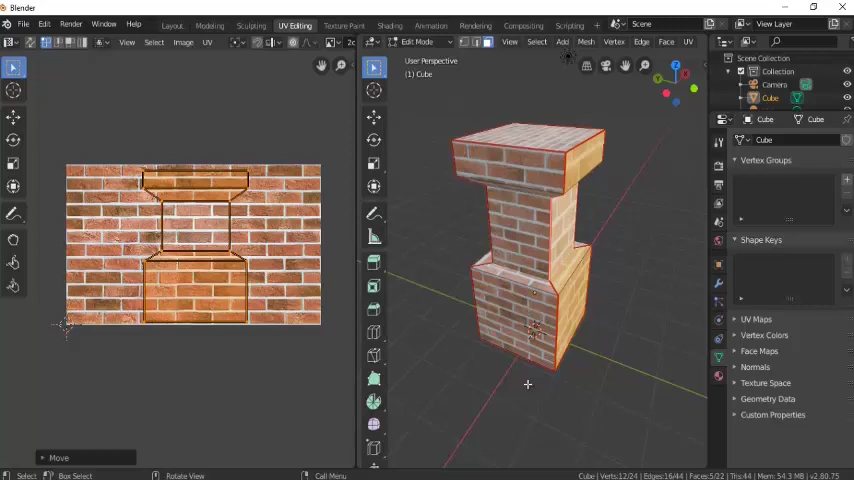 Blender
File Edit Render Window Help Layout Modeling Sculpting UV Editing Texture Paint Shading Animation Rendering Compositing Scripting + Scene View Layer
View Select Image UV
Edit Mode View Select Add Mesh Vertex Edge Face UV
User Perspective
(1) Cube
Z
X
Y
Scene Collection
Collection
Camera
Cube
Cube Cube
Cube
Vertex Groups
Shape Keys
UV Maps
Vertex Colors
Face Maps
Normals
Texture Space
Geometry Data
Custom Properties
Move
Select Box Select Rotate View Call Menu Cube | Verts:12/24 | Edges:16/44 | Faces:5/22 | Tris:44 | Mem: 54.3 MB | v2.80.75